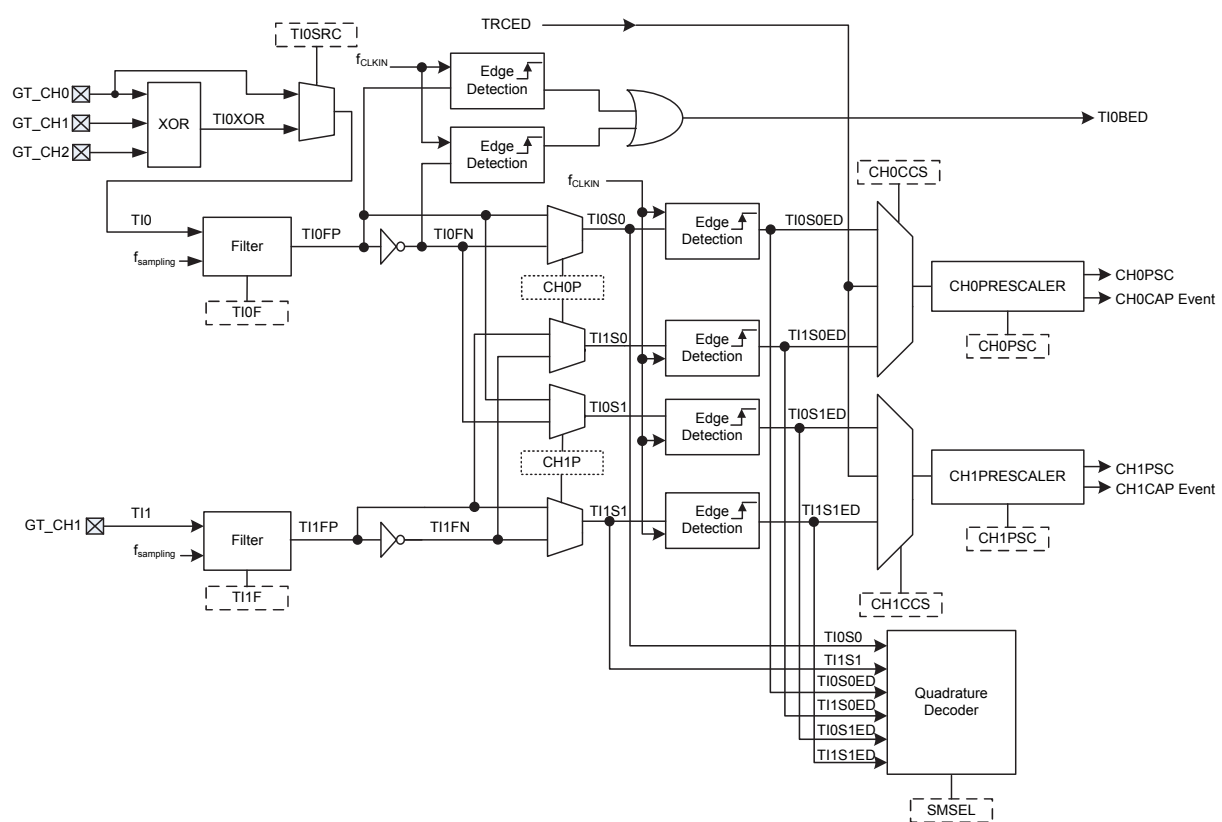 TRCED
TI0SRC
fCLKIN
Edge
Detection
GT_CH0
GT_CH1
GT_CH2
XOR
TI0XOR
TI0BED
Edge
Detection
fCLKIN
CH0CCS
TI0
fsampling
Filter
TI0F
TI0FP
TI0FN
TI0S0
Edge
Detection
TI0S0ED
CH0P
CH0PRESCALER
CH0PSC
CH0CAP Event
CH0PSC
TI1S0
Edge
Detection
TI1S0ED
TI0S1
Edge
Detection
TI0S1ED
CH1P
CH1PRESCALER
CH1PSC
CH1CAP Event
CH1PSC
GT_CH1
TI1
fsampling
Filter
TI1F
TI1FP
TI1FN
TI1S1
Edge
Detection
TI1S1ED
CH1CCS
TI0S0
TI1S1
TI0S0ED
TI1S0ED
TI0S1ED
TI1S1ED
Quadrature
Decoder
SMSEL